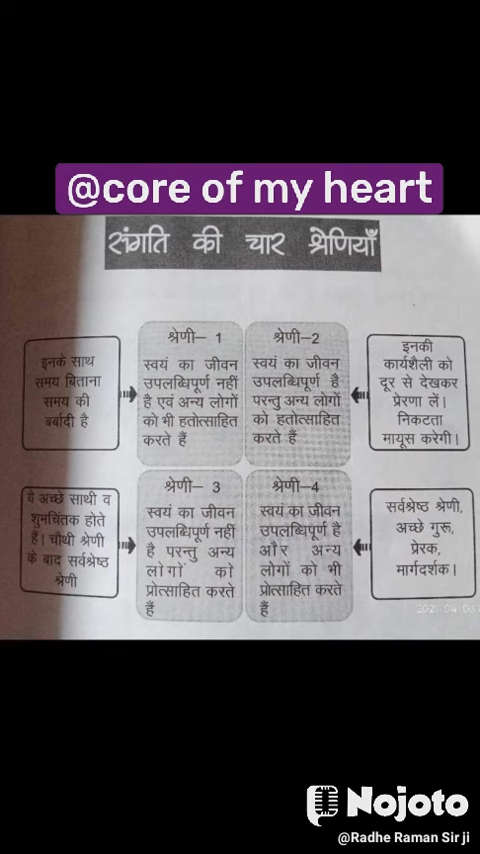 @core of my heart
संगति की चार श्रेणियाँ
इनके साथ
समय बिताना
समय की
बर्बादी है
श्रेणी– 1
स्वयं का जीवन
उपलब्धिपूर्ण नहीं
है एवं अन्य लोगों
को भी हतोत्साहित
करते हैं
श्रेणी–2
स्वयं का जीवन
उपलब्धिपूर्ण है
परन्तु अन्य लोगों
को हतोत्साहित
करते हैं
इनकी
कार्यशैली को
दूर से देखकर
प्रेरणा लें।
निकटता
मायूस करेगी।
ये अच्छे साथी व
शुभचिंतक होते
हैं। चौथी श्रेणी
के बाद सर्वश्रेष्ठ
श्रेणी
श्रेणी– 3
स्वयं का जीवन
उपलब्धिपूर्ण नहीं
है परन्तु अन्य
लोगों को
प्रोत्साहित करते
हैं
श्रेणी–4
स्वयं का जीवन
उपलब्धिपूर्ण है
और अन्य
लोगों को भी
प्रोत्साहित करते
हैं
सर्वश्रेष्ठ श्रेणी,
अच्छे गुरू,
प्रेरक,
मार्गदर्शक।
Nojoto
@Radhe Raman Sir ji